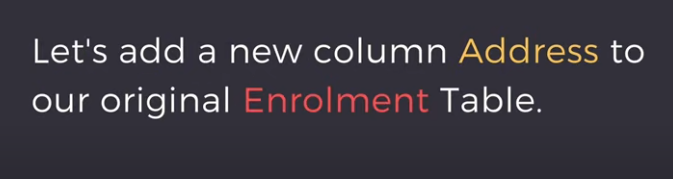 Let's add a new column Address to
our original Enrolment Table.